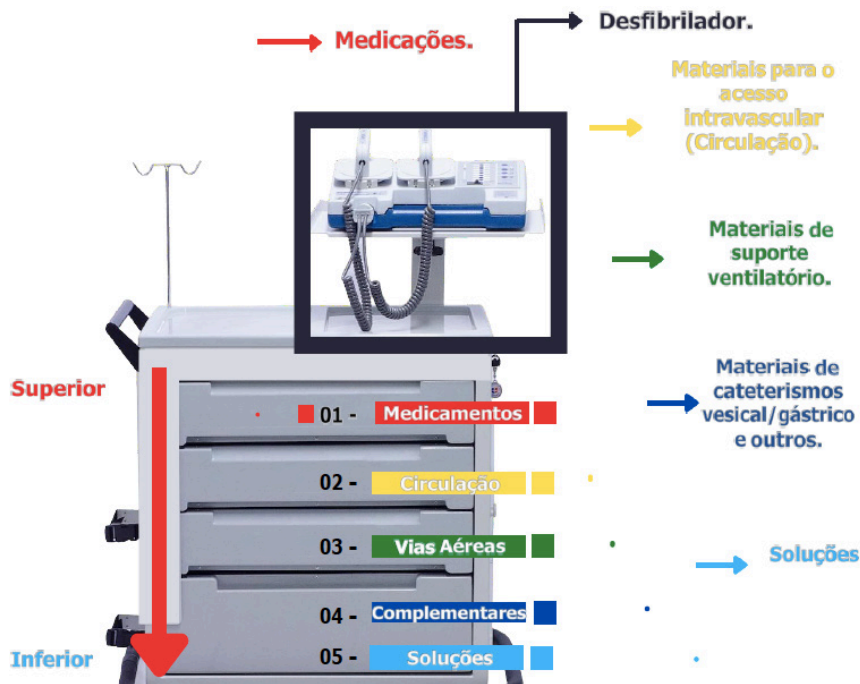 Medicações.
Desfibrilador.
Materiais para o
acesso
intravascular
(Circulação).
Materiais de
suporte
ventilatório.
Materiais de
cateterismos
vesical/gástrico
e outros.
Superior
01 - Medicamentos
02 - Circulação
03 - Vias Aéreas
Soluções
04 - Complementares
05 - Soluções
Inferior